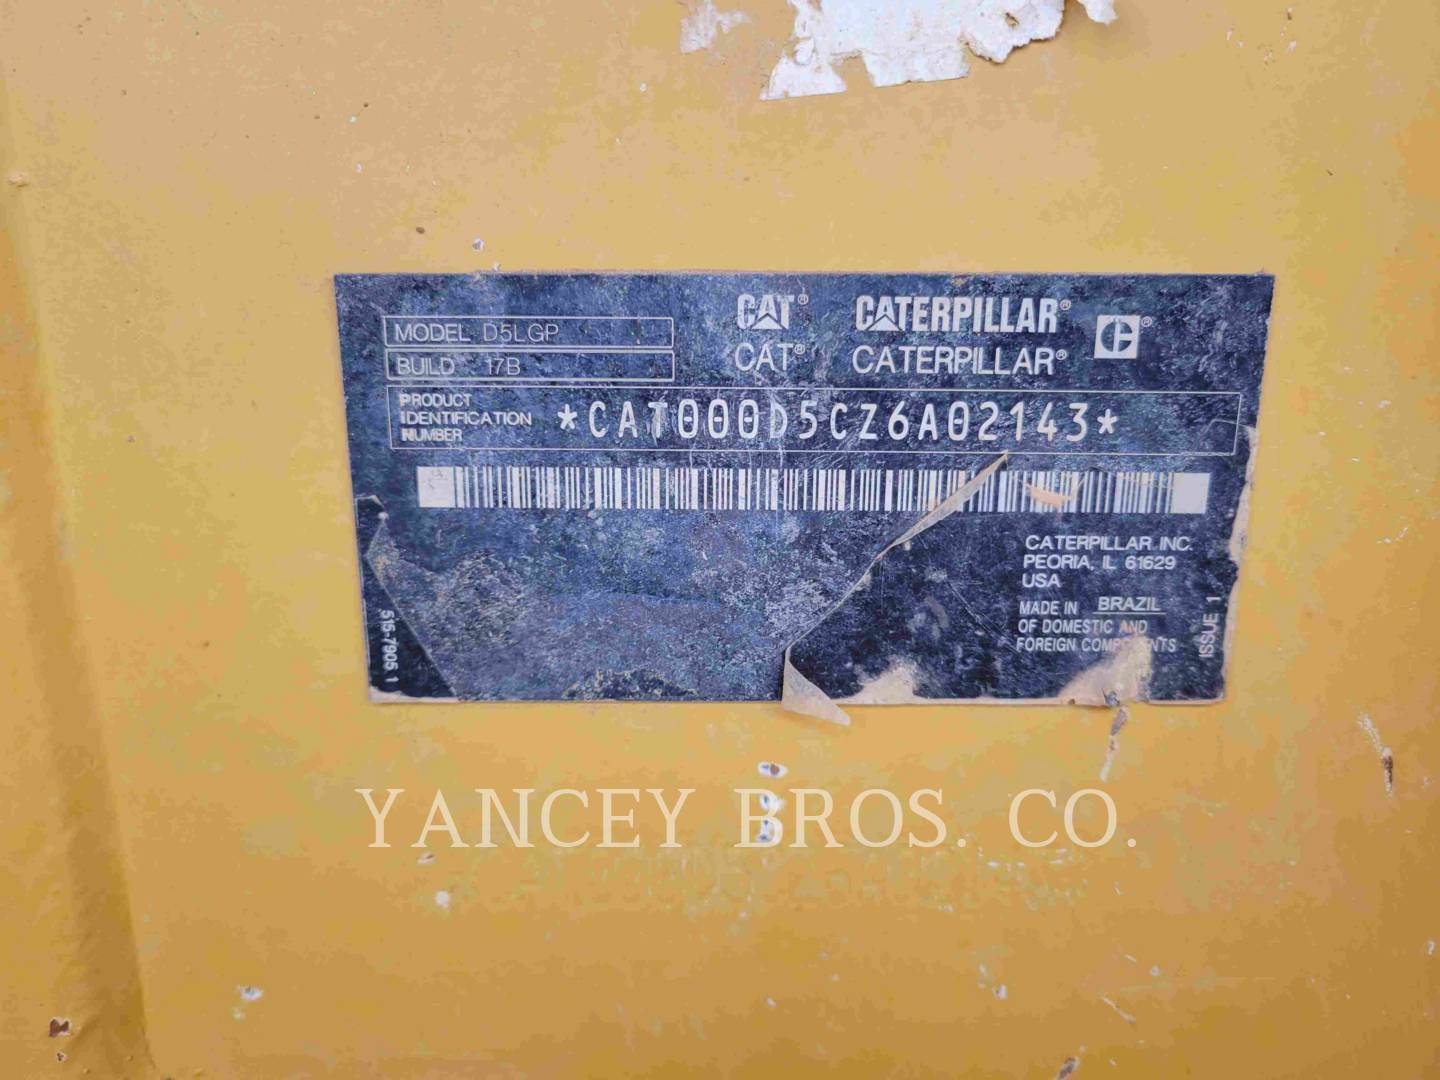 MODEL D5LGP
BUILD 17B
CAT® CATERPILLAR® ®
CAT® CATERPILLAR®
PRODUCT
IDENTIFICATION
NUMBER
*CAT000D5CZ6A02143*
CATERPILLAR INC.
PEORIA, IL 61629
USA
MADE IN BRAZIL
OF DOMESTIC AND
FOREIGN COMPONENTS
515-7905 1
ISSUE 1
YANCEY BROS. CO.